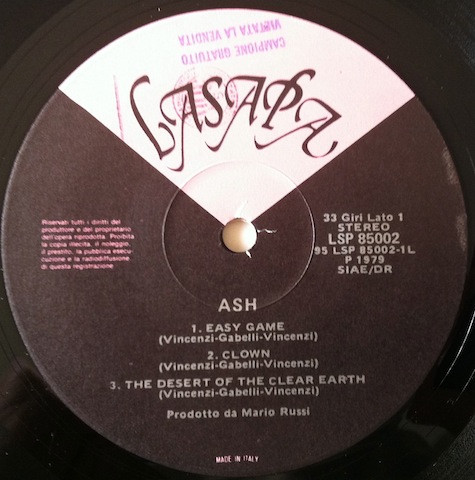 CAMPIONE GRATUITO
VIETATA LA VENDITA
LASAPA
Riservati tutti i diritti del
produttore e del proprietario
dell'opera riprodotta. Proibita
la copia illecita, il noleggio,
il prestito, la pubblica esecu-
zione e la radiodiffusione
di questa registrazione
33 Giri Lato 1
STEREO
LSP 85002
95 LSP 85002-1L
P 1979
SIAE/DR
ASH
1. EASY GAME
(Vincenzi-Gabelli-Vincenzi)
2. CLOWN
(Vincenzi-Gabelli-Vincenzi)
3. THE DESERT OF THE CLEAR EARTH
(Vincenzi-Gabelli-Vincenzi)
Prodotto da Mario Russi
MADE IN ITALY